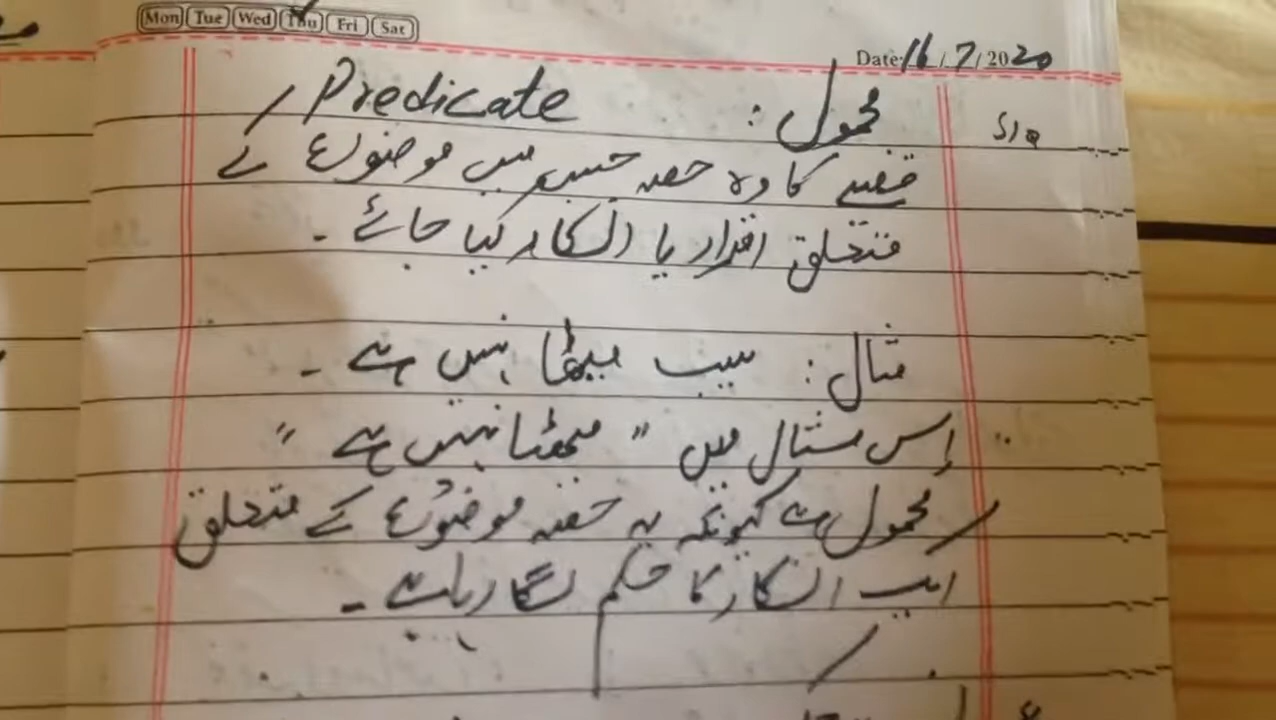 Mon Tue Wed Thu Fri Sat
Date: 16/7/2020
محمول: Predicate
قضیے کا وہ حصہ جس میں موضوع کے
متعلق اقرار یا انکار کیا جائے۔
مثال: سیب میٹھا نہیں ہے۔
اِس مثال میں "میٹھا نہیں ہے"
محمول ہے کیونکہ یہ حصہ موضوع کے متعلق
ایک انکار کا حکم لگا رہا ہے۔